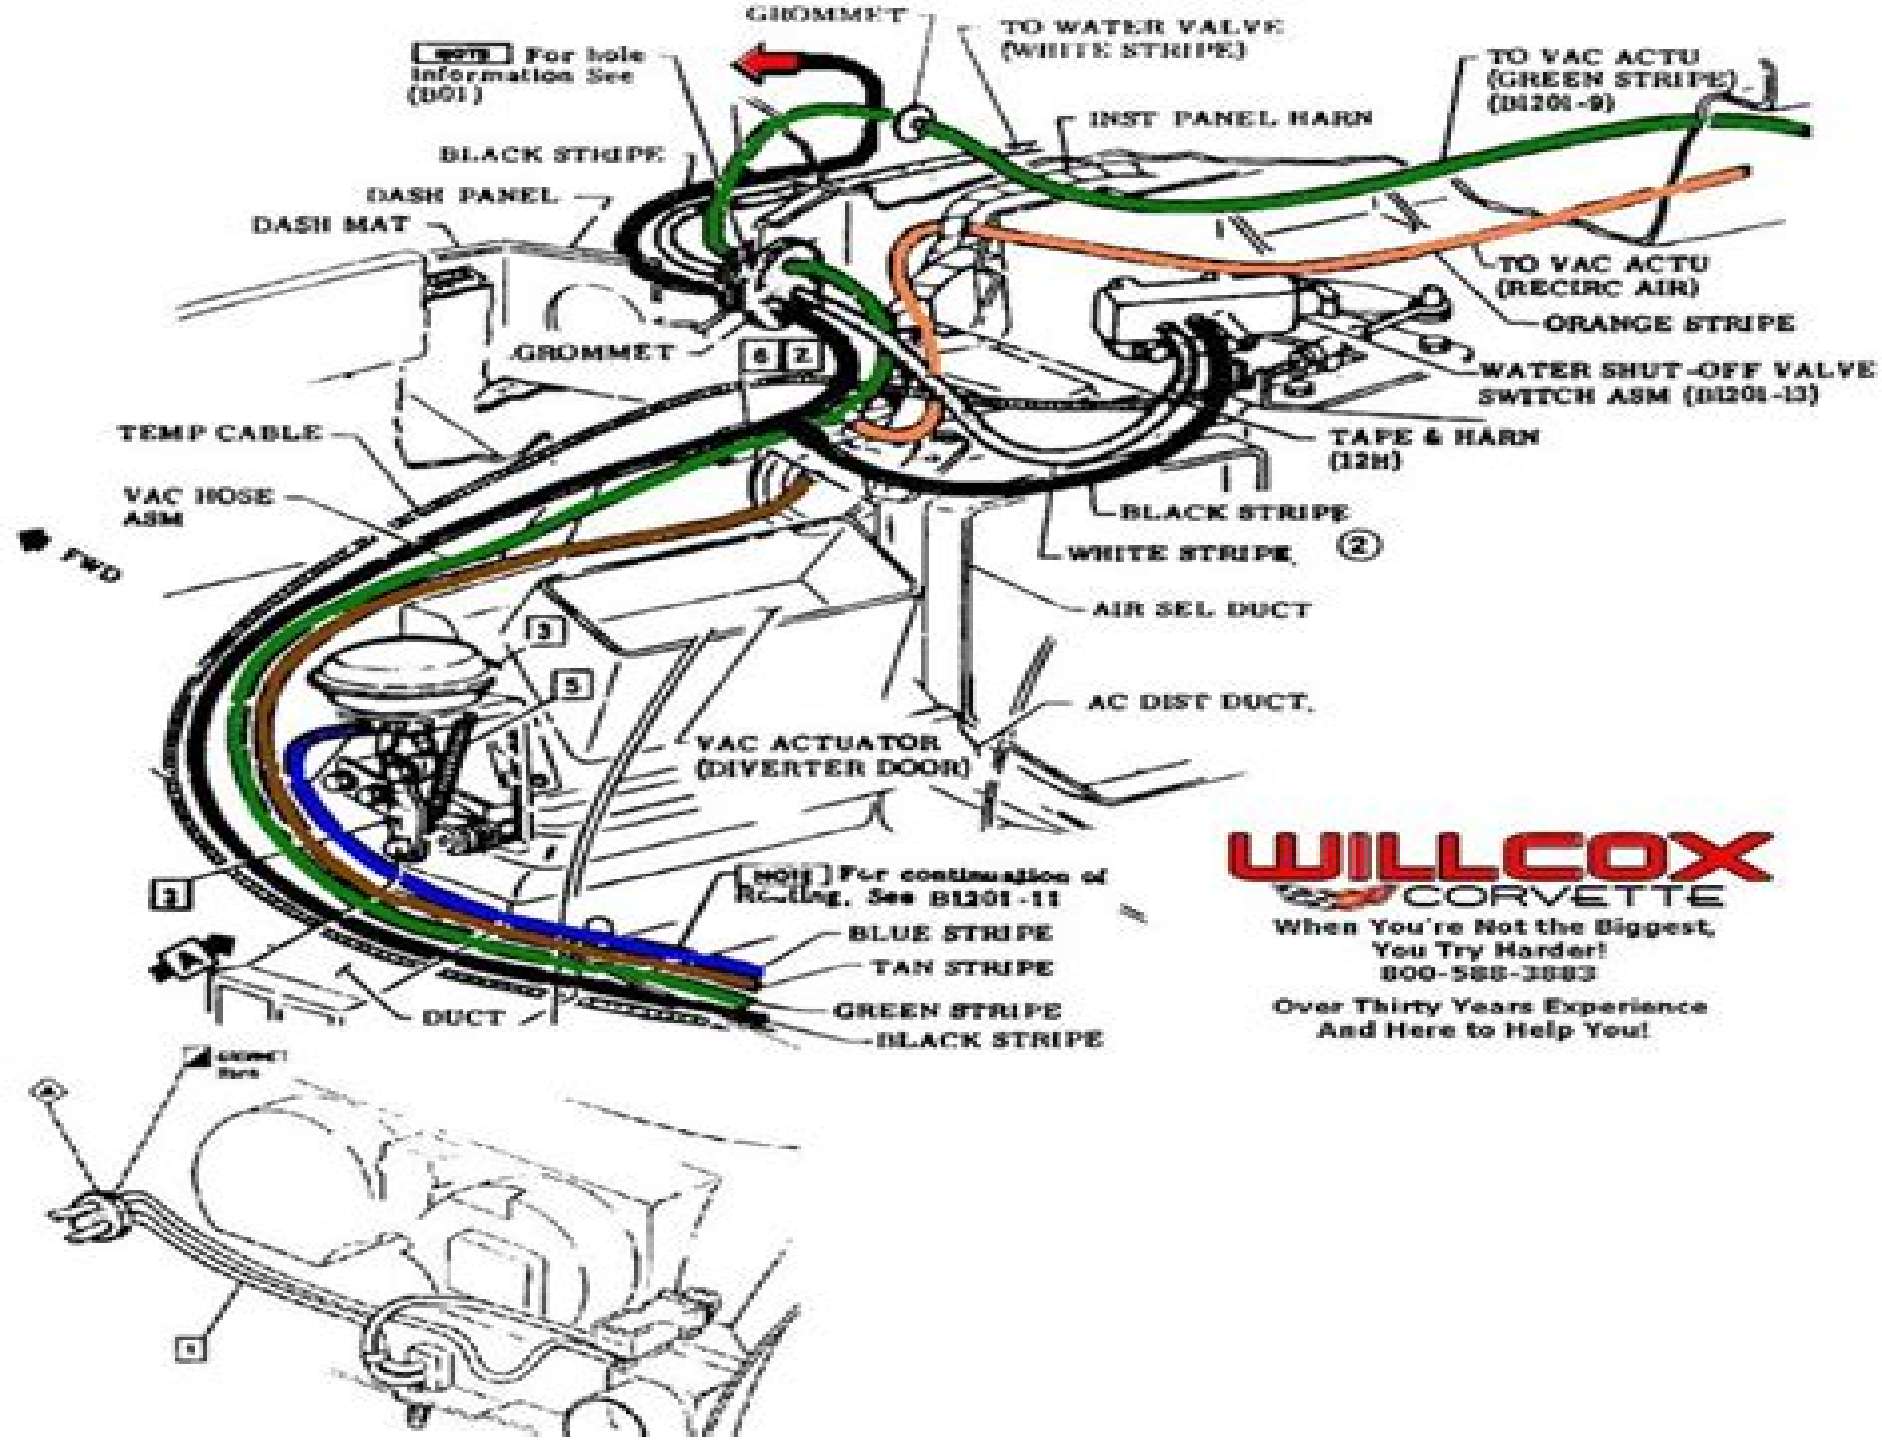 GROMMET
NOTE For hole
information See
(B01)
TO WATER VALVE
(WHITE STRIPE)
TO VAC ACTU
(GREEN STRIPE)
(B1201-9)
INST PANEL HARN
BLACK STRIPE
DASH PANEL
DASH MAT
TO VAC ACTU
(RECIRC AIR)
ORANGE STRIPE
GROMMET
6 2
WATER SHUT-OFF VALVE
SWITCH ASM (B1201-13)
TEMP CABLE
TAPE & HARN
(12H)
VAC HOSE
ASM
BLACK STRIPE
WHITE STRIPE
2
FWD
AIR SEL DUCT
3
5
AC DIST DUCT
VAC ACTUATOR
(DIVERTER DOOR)
WILLCOX
CORVETTE
NOTE For continuation of
Routing, See B1201-11
When You're Not the Biggest,
You Try Harder!
800-588-3883
Over Thirty Years Experience
And Here to Help You!
BLUE STRIPE
A
TAN STRIPE
GREEN STRIPE
DUCT
BLACK STRIPE
A
1